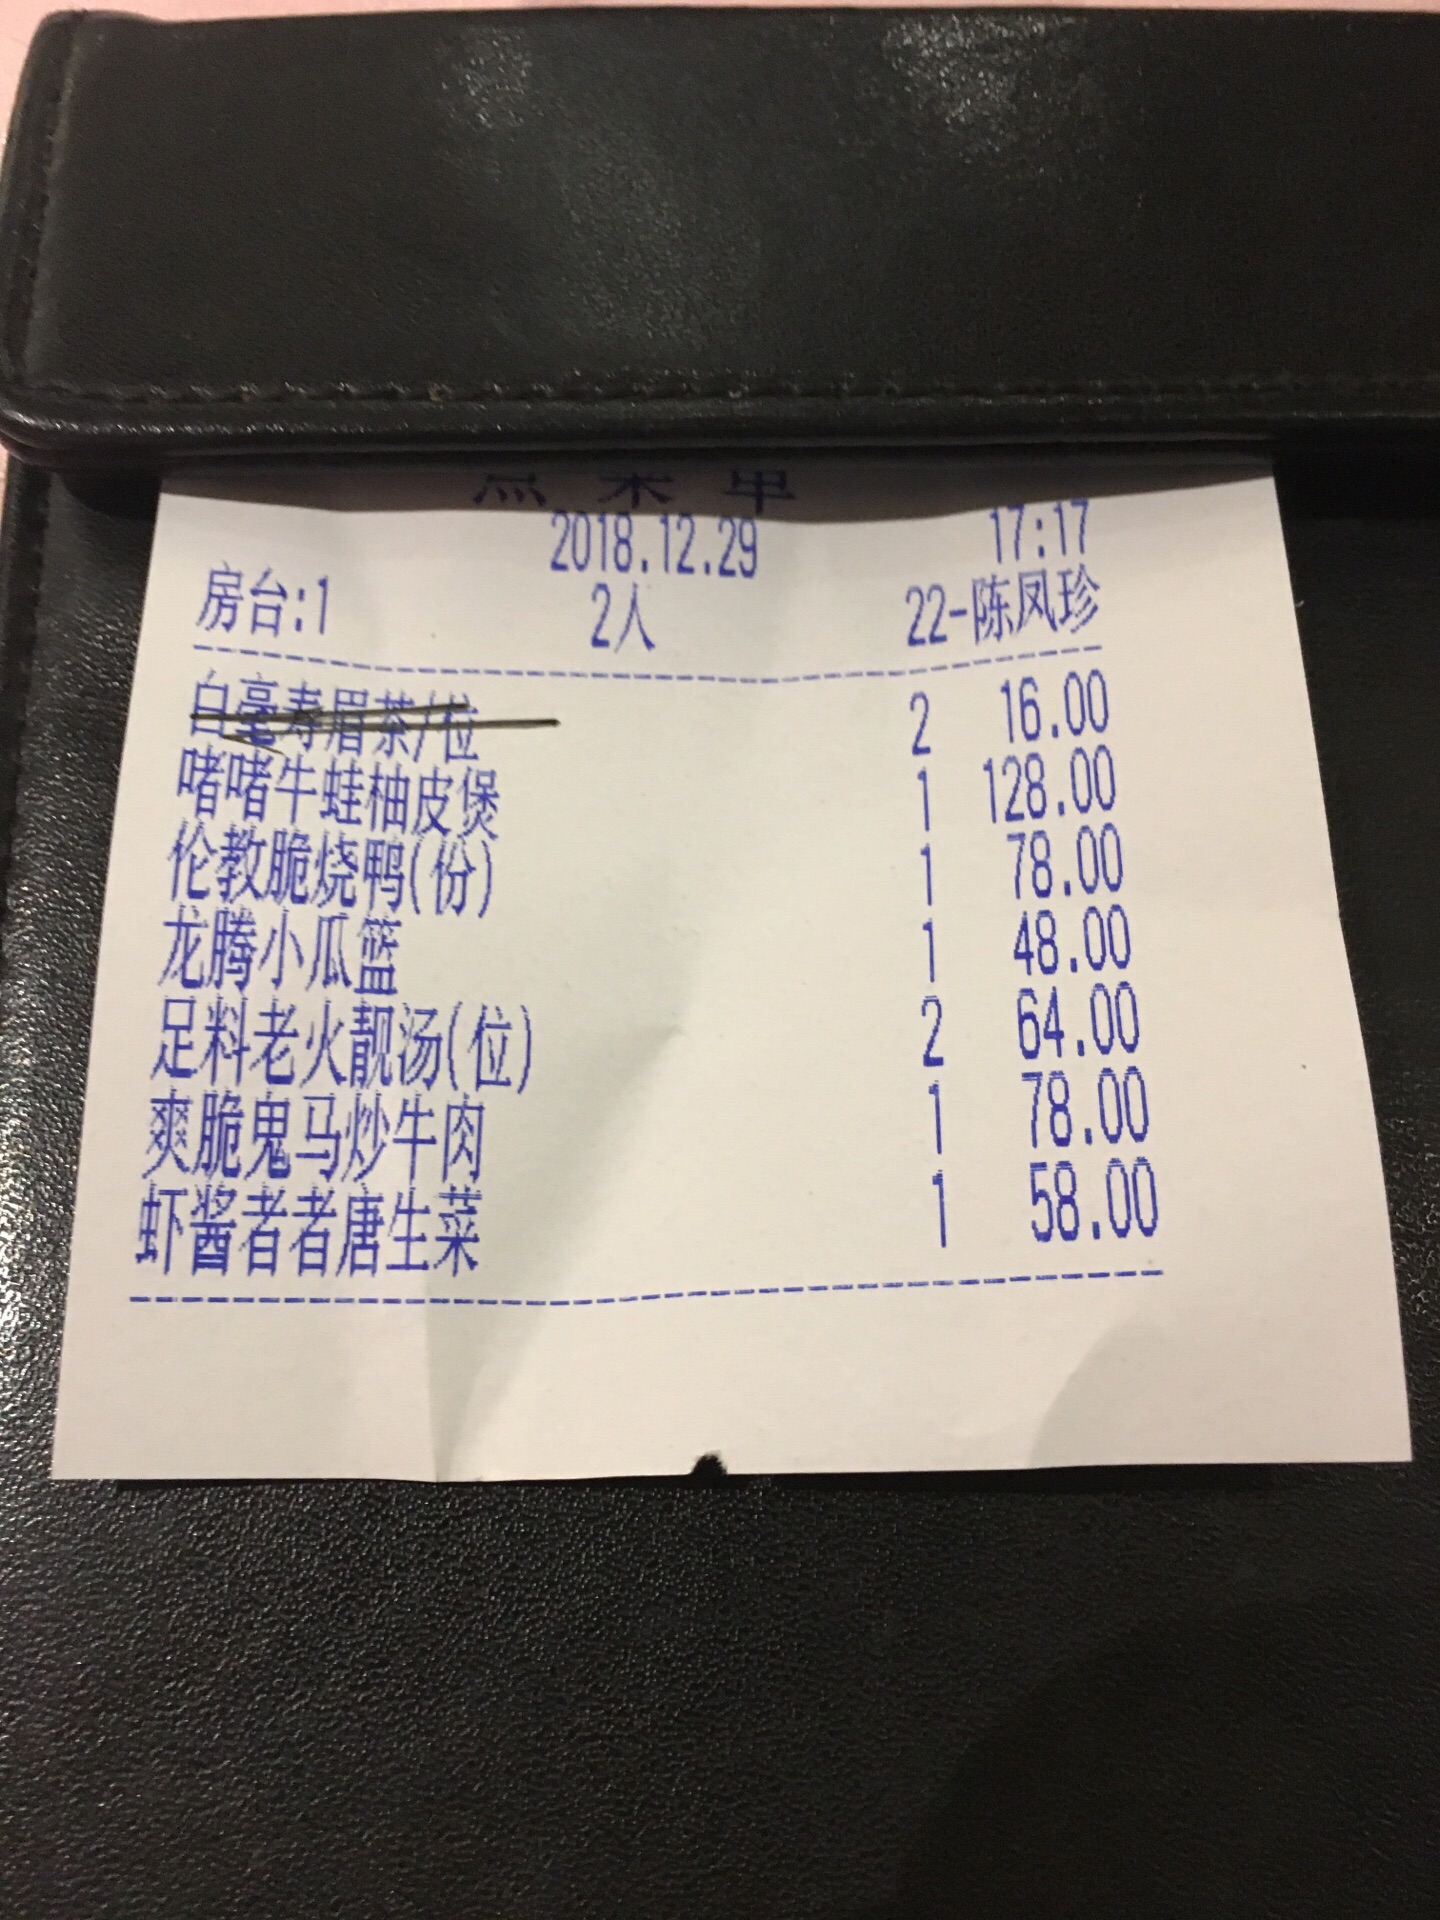 点菜单
2018.12.29 17:17
房台:1 2人 22-陈凤珍
白毫寿眉茶/位 2 16.00
啫啫牛蛙柚皮煲 1 128.00
伦教脆烧鸭(份) 1 78.00
龙腾小瓜篮 1 48.00
足料老火靓汤(位) 2 64.00
爽脆鬼马炒牛肉 1 78.00
虾酱者者唐生菜 1 58.00